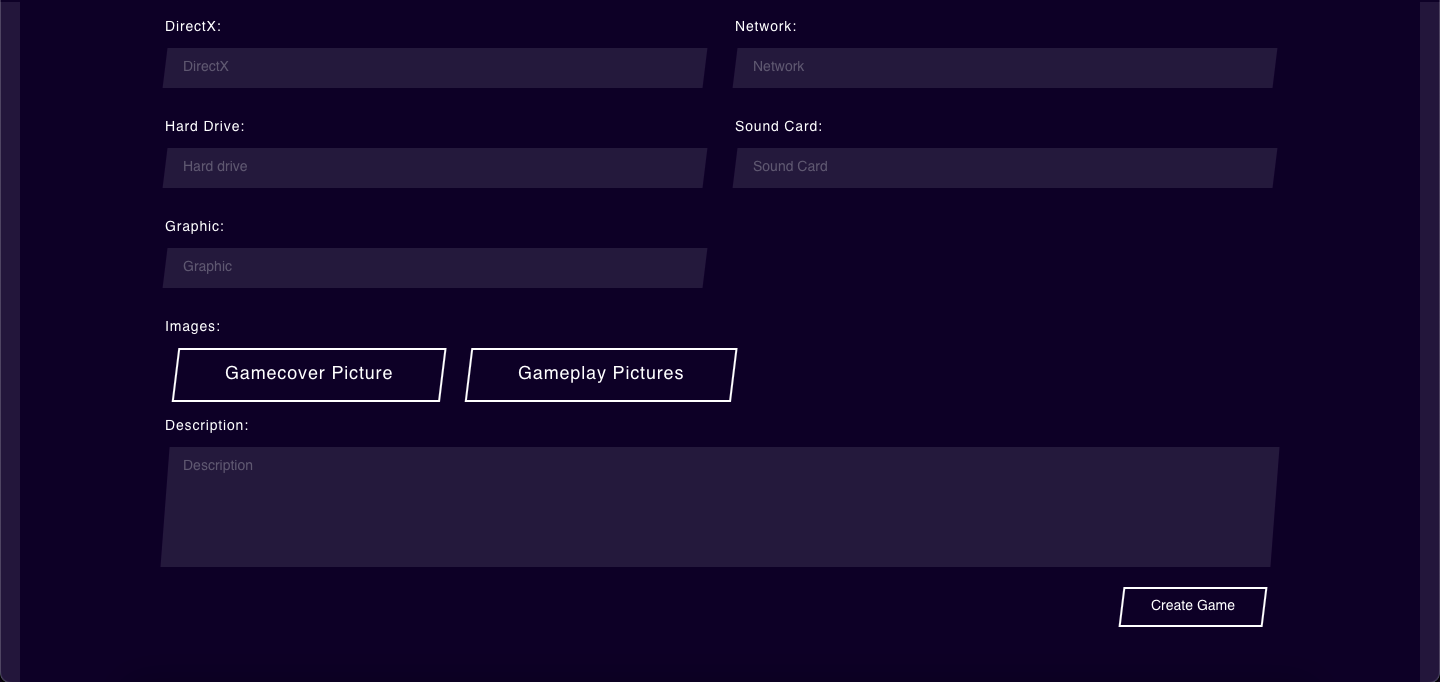 DirectX: Network:
DirectX Network
Hard Drive: Sound Card:
Hard drive Sound Card
Graphic:
Graphic
Images:
Gamecover Picture Gameplay Pictures
Description:
Description
Create Game